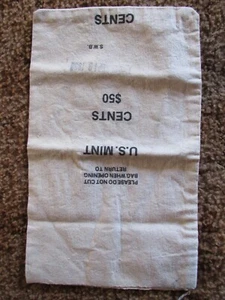 PLEASE DO NOT CUT
BAG WHEN OPENING
RETURN TO
U.S. MINT
CENTS
$50
CENTS